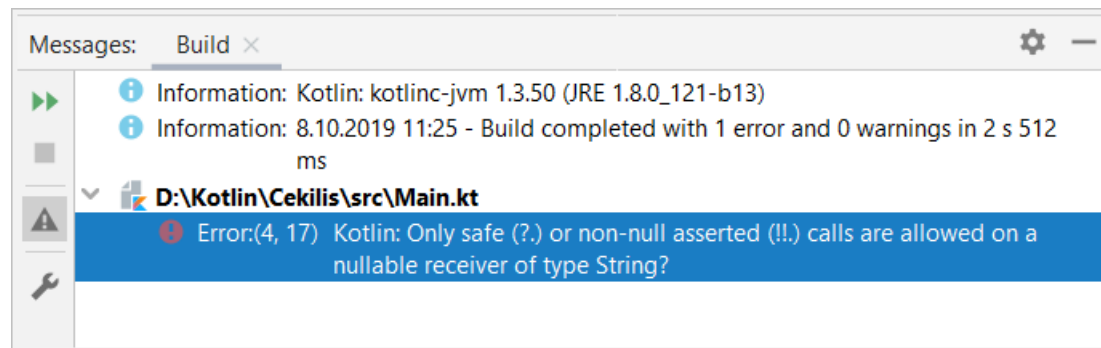 Messages: Build
Information: Kotlin: kotlinc-jvm 1.3.50 (JRE 1.8.0_121-b13)
Information: 8.10.2019 11:25 - Build completed with 1 error and 0 warnings in 2 s 512
ms
D:\Kotlin\Cekilis\src\Main.kt
Error:(4, 17) Kotlin: Only safe (?.) or non-null asserted (!!.) calls are allowed on a
nullable receiver of type String?